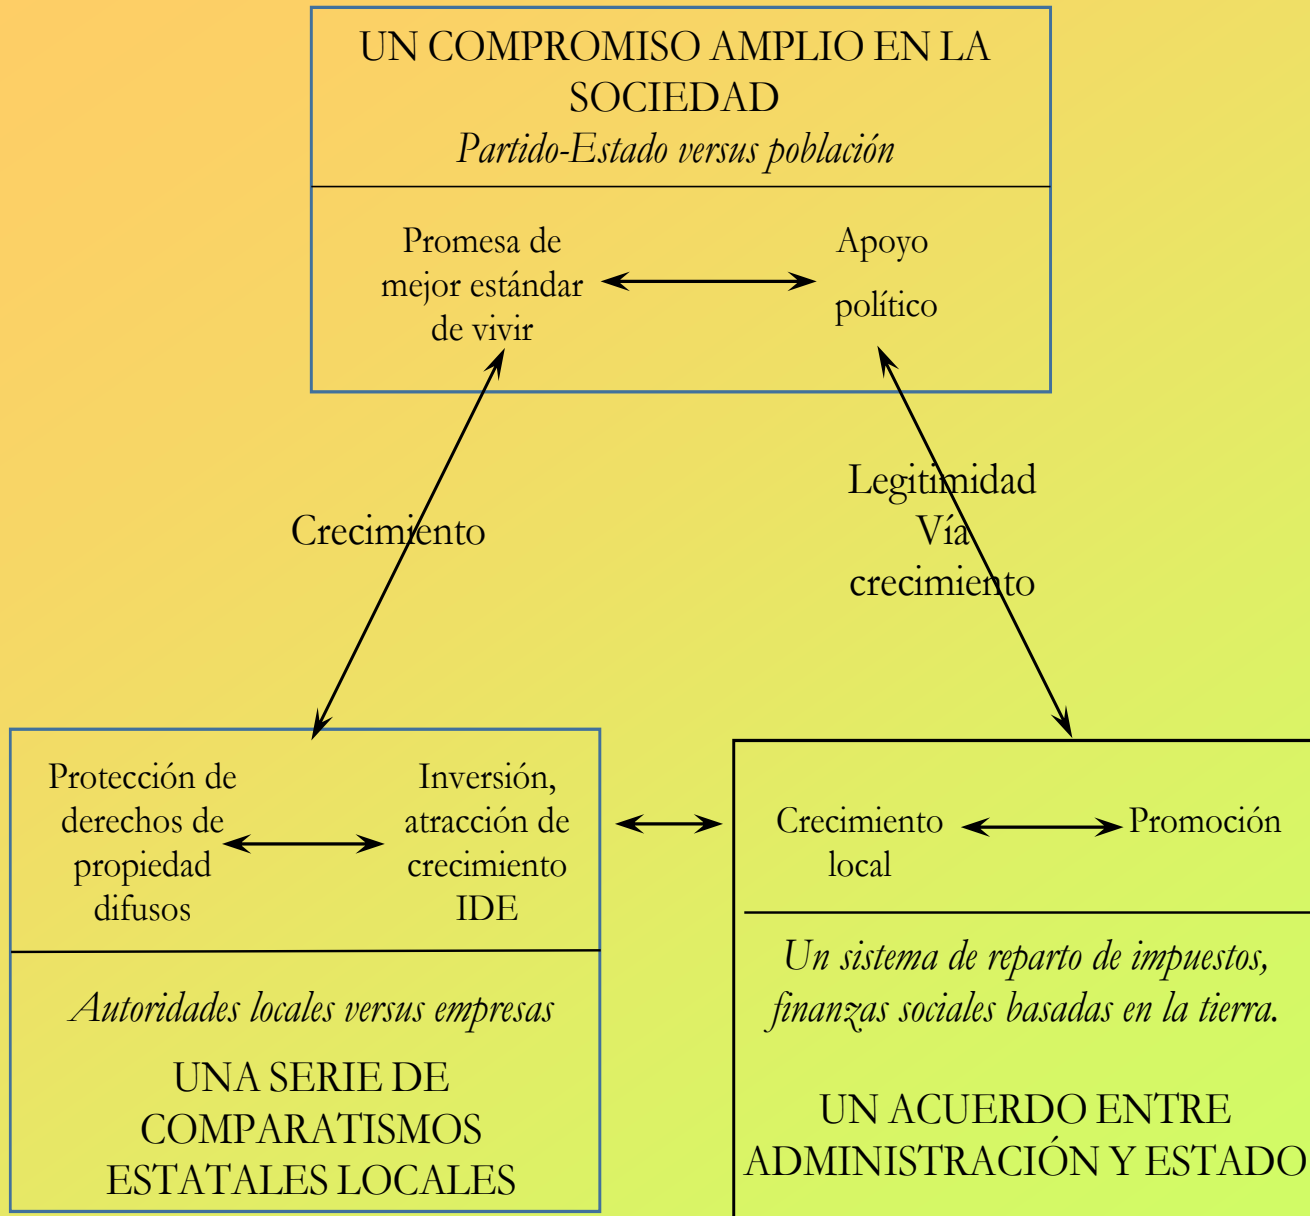 UN COMPROMISO AMPLIO EN LA
SOCIEDAD
Partido-Estado versus población
Promesa de
mejor estándar
de vivir
Apoyo
político
Crecimiento
Legitimidad
Vía
crecimiento
Protección de
derechos de
propiedad
difusos
Inversión,
atracción de
crecimiento
IDE
Autoridades locales versus empresas
UNA SERIE DE
COMPARATISMOS
ESTATALES LOCALES
Crecimiento
local
Promoción
Un sistema de reparto de impuestos,
finanzas sociales basadas en la tierra.
UN ACUERDO ENTRE
ADMINISTRACIÓN Y ESTADO